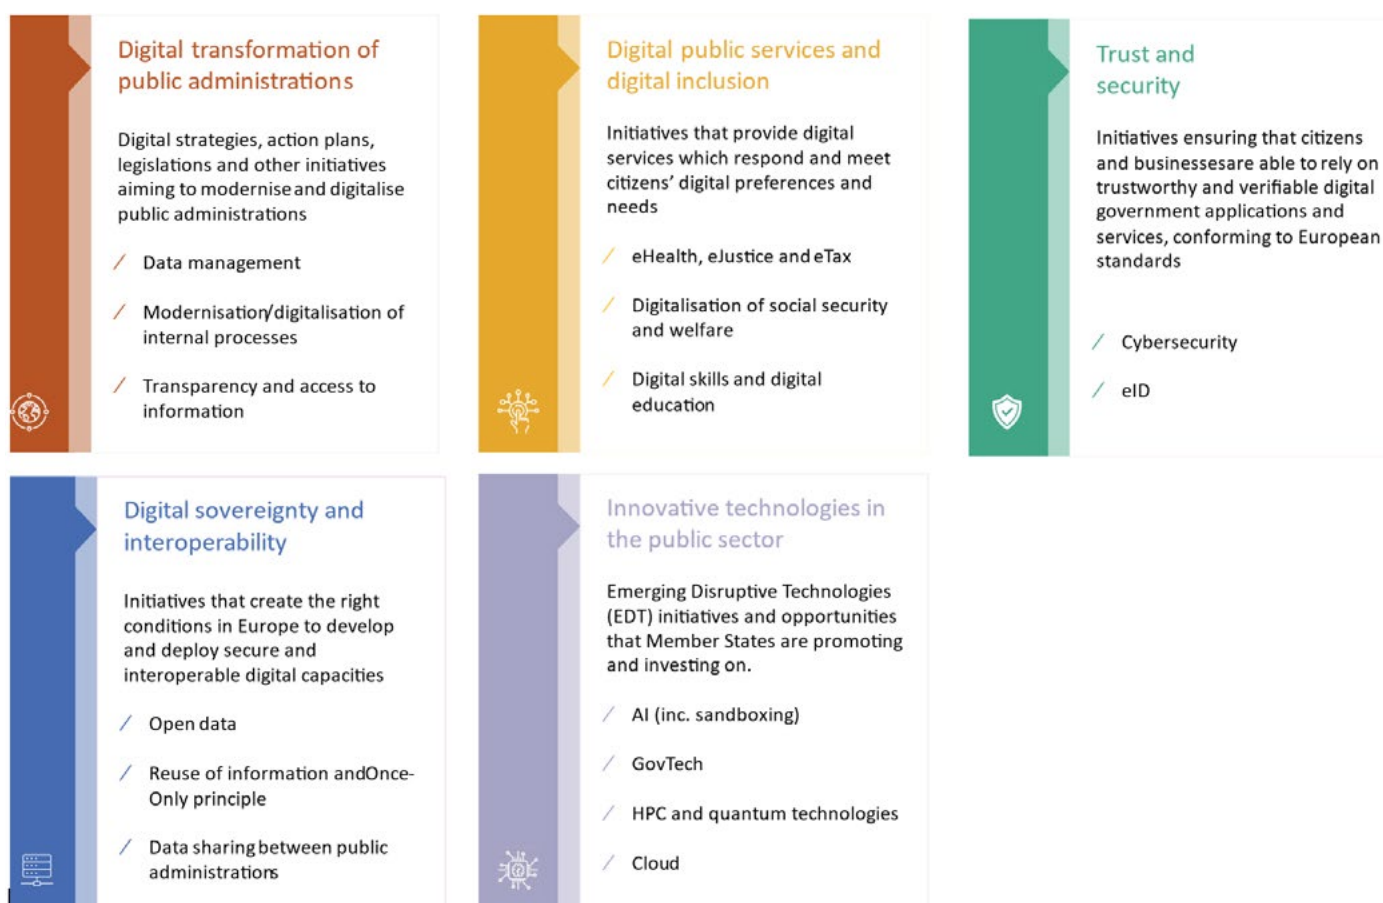 Digital transformation of
public administrations
Digital strategies, action plans,
legislations and other initiatives
aiming to modernise and digitalise
public administrations
/ Data management
/ Modernisation/digitalisation of
internal processes
/ Transparency and access to
information
Digital public services and
digital inclusion
Initiatives that provide digital
services which respond and meet
citizens’ digital preferences and
needs
/ eHealth, eJustice and eTax
/ Digitalisation of social security
and welfare
/ Digital skills and digital
education
Trust and
security
Initiatives ensuring that citizens
and businessesare able to rely on
trustworthy and verifiable digital
government applications and
services, conforming to European
standards
/ Cybersecurity
/ eID
Digital sovereignty and
interoperability
Initiatives that create the right
conditions in Europe to develop
and deploy secure and
interoperable digital capacities
/ Open data
/ Reuse of information andOnce-
Only principle
/ Data sharing between public
administrations
Innovative technologies in
the public sector
Emerging Disruptive Technologies
(EDT) initiatives and opportunities
that Member States are promoting
and investing on.
/ AI (inc. sandboxing)
/ GovTech
/ HPC and quantum technologies
/ Cloud